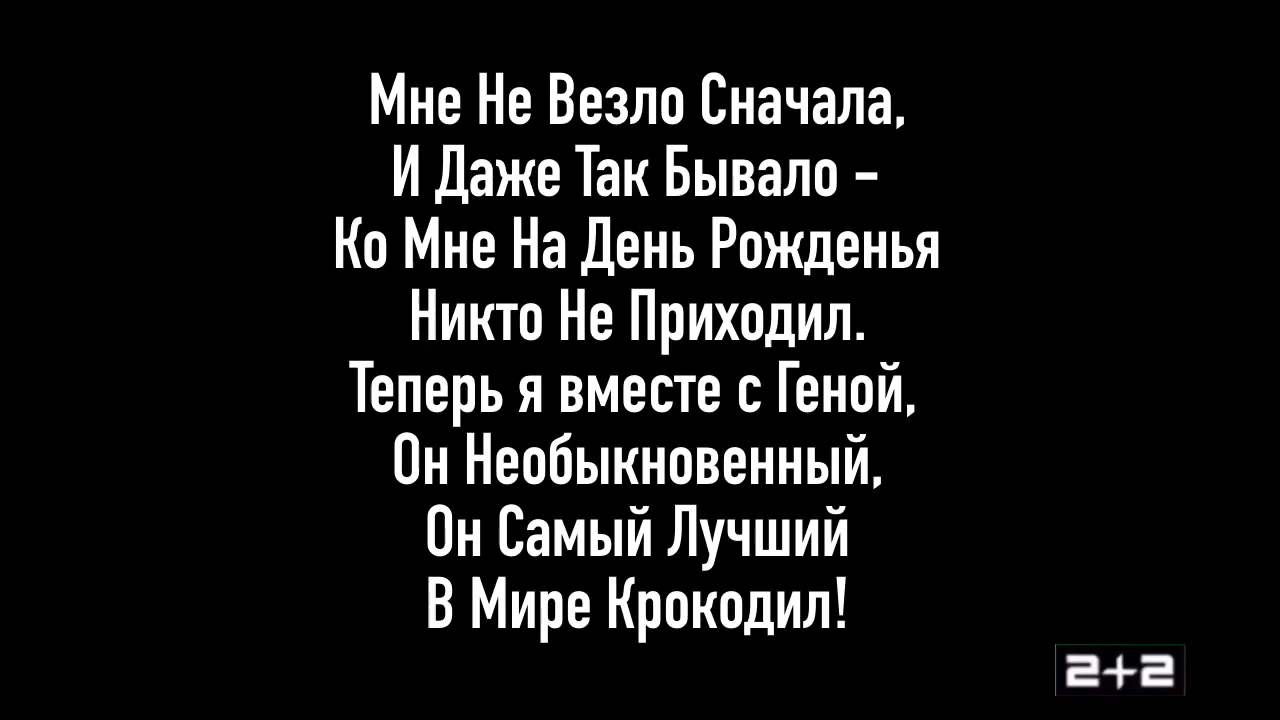 Мне Не Везло Сначала,
И Даже Так Бывало –
Ко Мне На День Рожденья
Никто Не Приходил.
Теперь я вместе с Геной,
Он Необыкновенный,
Он Самый Лучший
В Мире Крокодил!
2+2